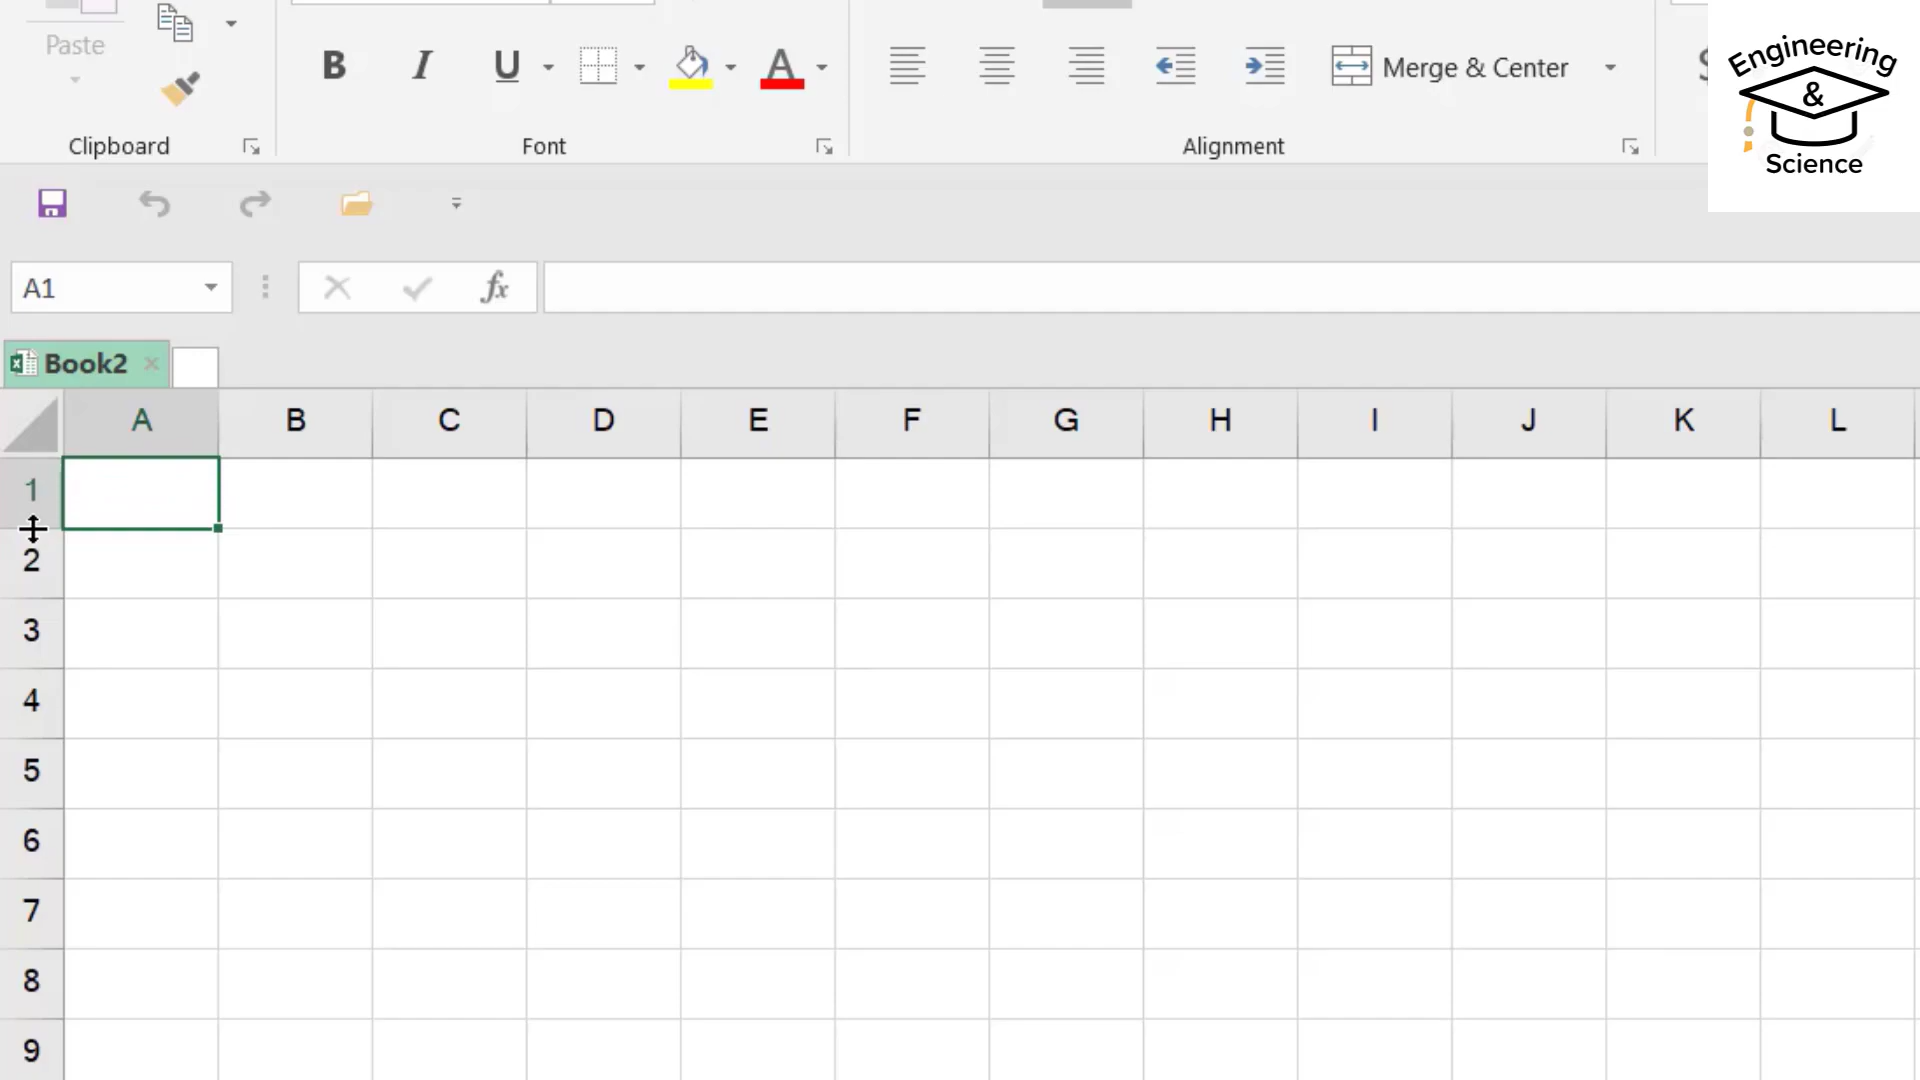 Paste
B I U A
Merge & Center
$
Clipboard
Font
Alignment
Engineering
&
Science
A1
fx
Book2
A B C D E F G H I J K L
1
2
3
4
5
6
7
8
9